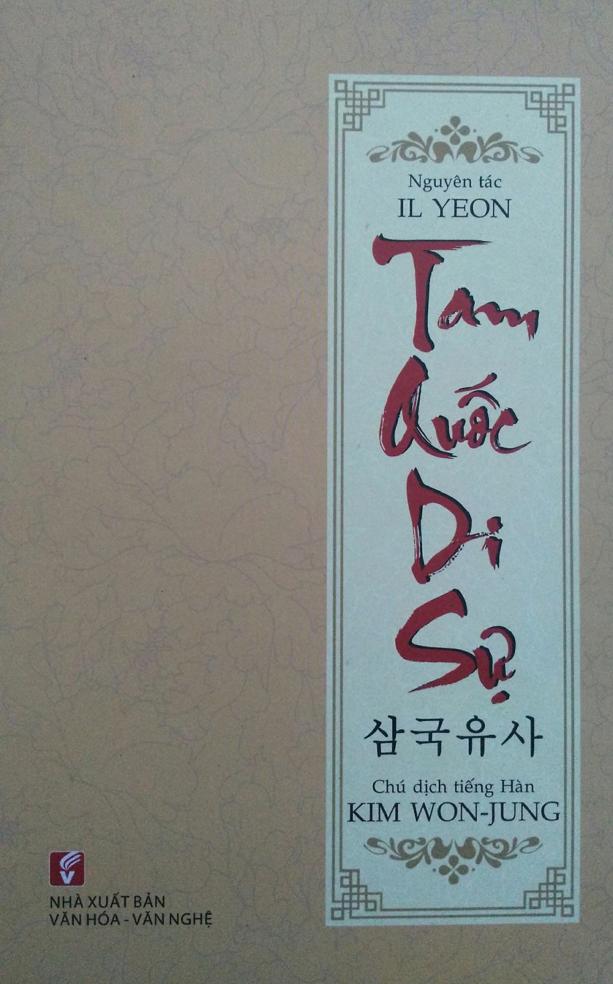 Nguyên tác
IL YEON
Tam
Quốc
Di
Sự
삼국유사
Chú dịch tiếng Hàn
KIM WON-JUNG
V
NHÀ XUẤT BẢN
VĂN HÓA - VĂN NGHỆ